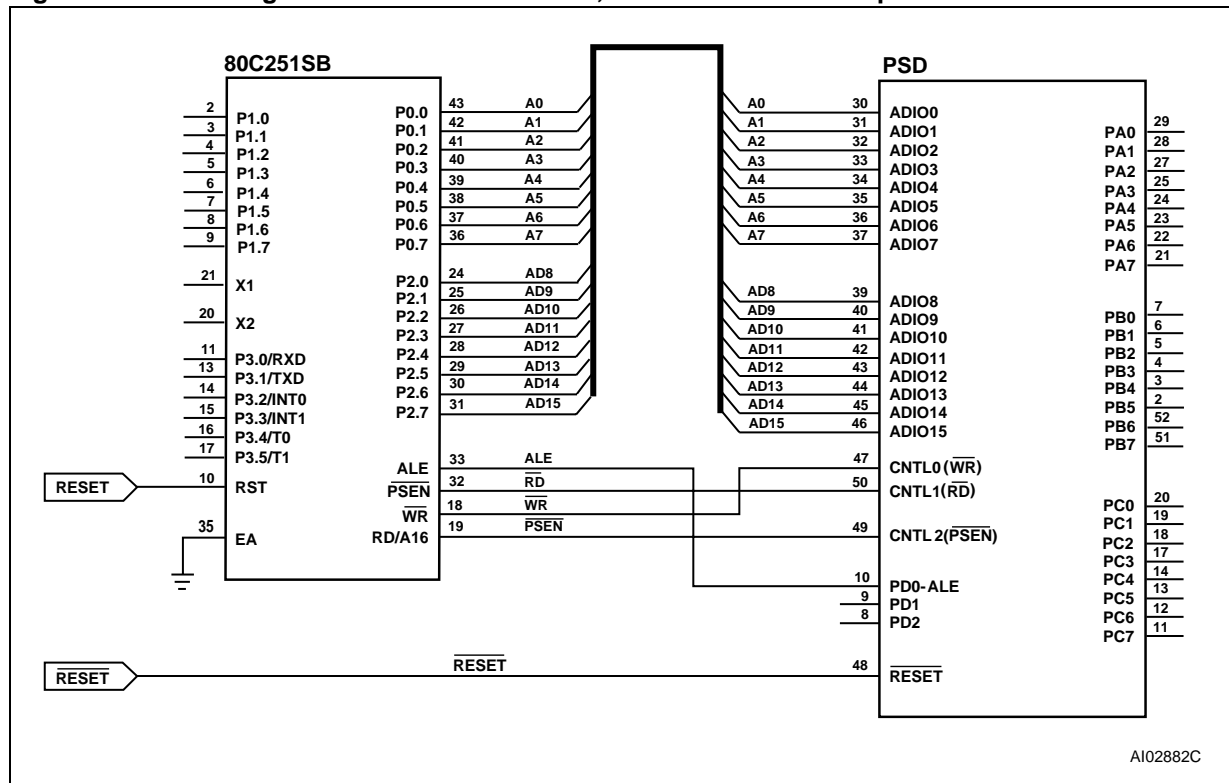 80C251SB
2 P1.0
3 P1.1
4 P1.2
5 P1.3
6 P1.4
7 P1.5
8 P1.6
9 P1.7
21 X1
20 X2
11 P3.0/RXD
13 P3.1/TXD
14 P3.2/INT0
15 P3.3/INT1
16 P3.4/T0
17 P3.5/T1
RESET 10 RST
35 EA
P0.0 43 A0
P0.1 42 A1
P0.2 41 A2
P0.3 40 A3
P0.4 39 A4
P0.5 38 A5
P0.6 37 A6
P0.7 36 A7
P2.0 24 AD8
P2.1 25 AD9
P2.2 26 AD10
P2.3 27 AD11
P2.4 28 AD12
P2.5 29 AD13
P2.6 30 AD14
P2.7 31 AD15
ALE 33 ALE
PSEN 32 RD
WR 18 WR
RD/A16 19 PSEN
PSD
A0 30 ADIO0
A1 31 ADIO1
A2 32 ADIO2
A3 33 ADIO3
A4 34 ADIO4
A5 35 ADIO5
A6 36 ADIO6
A7 37 ADIO7
AD8 39 ADIO8
AD9 40 ADIO9
AD10 41 ADIO10
AD11 42 ADIO11
AD12 43 ADIO12
AD13 44 ADIO13
AD14 45 ADIO14
AD15 46 ADIO15
47 CNTL0 (WR)
50 CNTL1(RD)
49 CNTL 2(PSEN)
10 PD0-ALE
9 PD1
8 PD2
RESET RESET 48 RESET
PA0 29
PA1 28
PA2 27
PA3 25
PA4 24
PA5 23
PA6 22
PA7 21
PB0 7
PB1 6
PB2 5
PB3 4
PB4 3
PB5 2
PB6 52
PB7 51
PC0 20
PC1 19
PC2 18
PC3 17
PC4 14
PC5 13
PC6 12
PC7 11
AI02882C